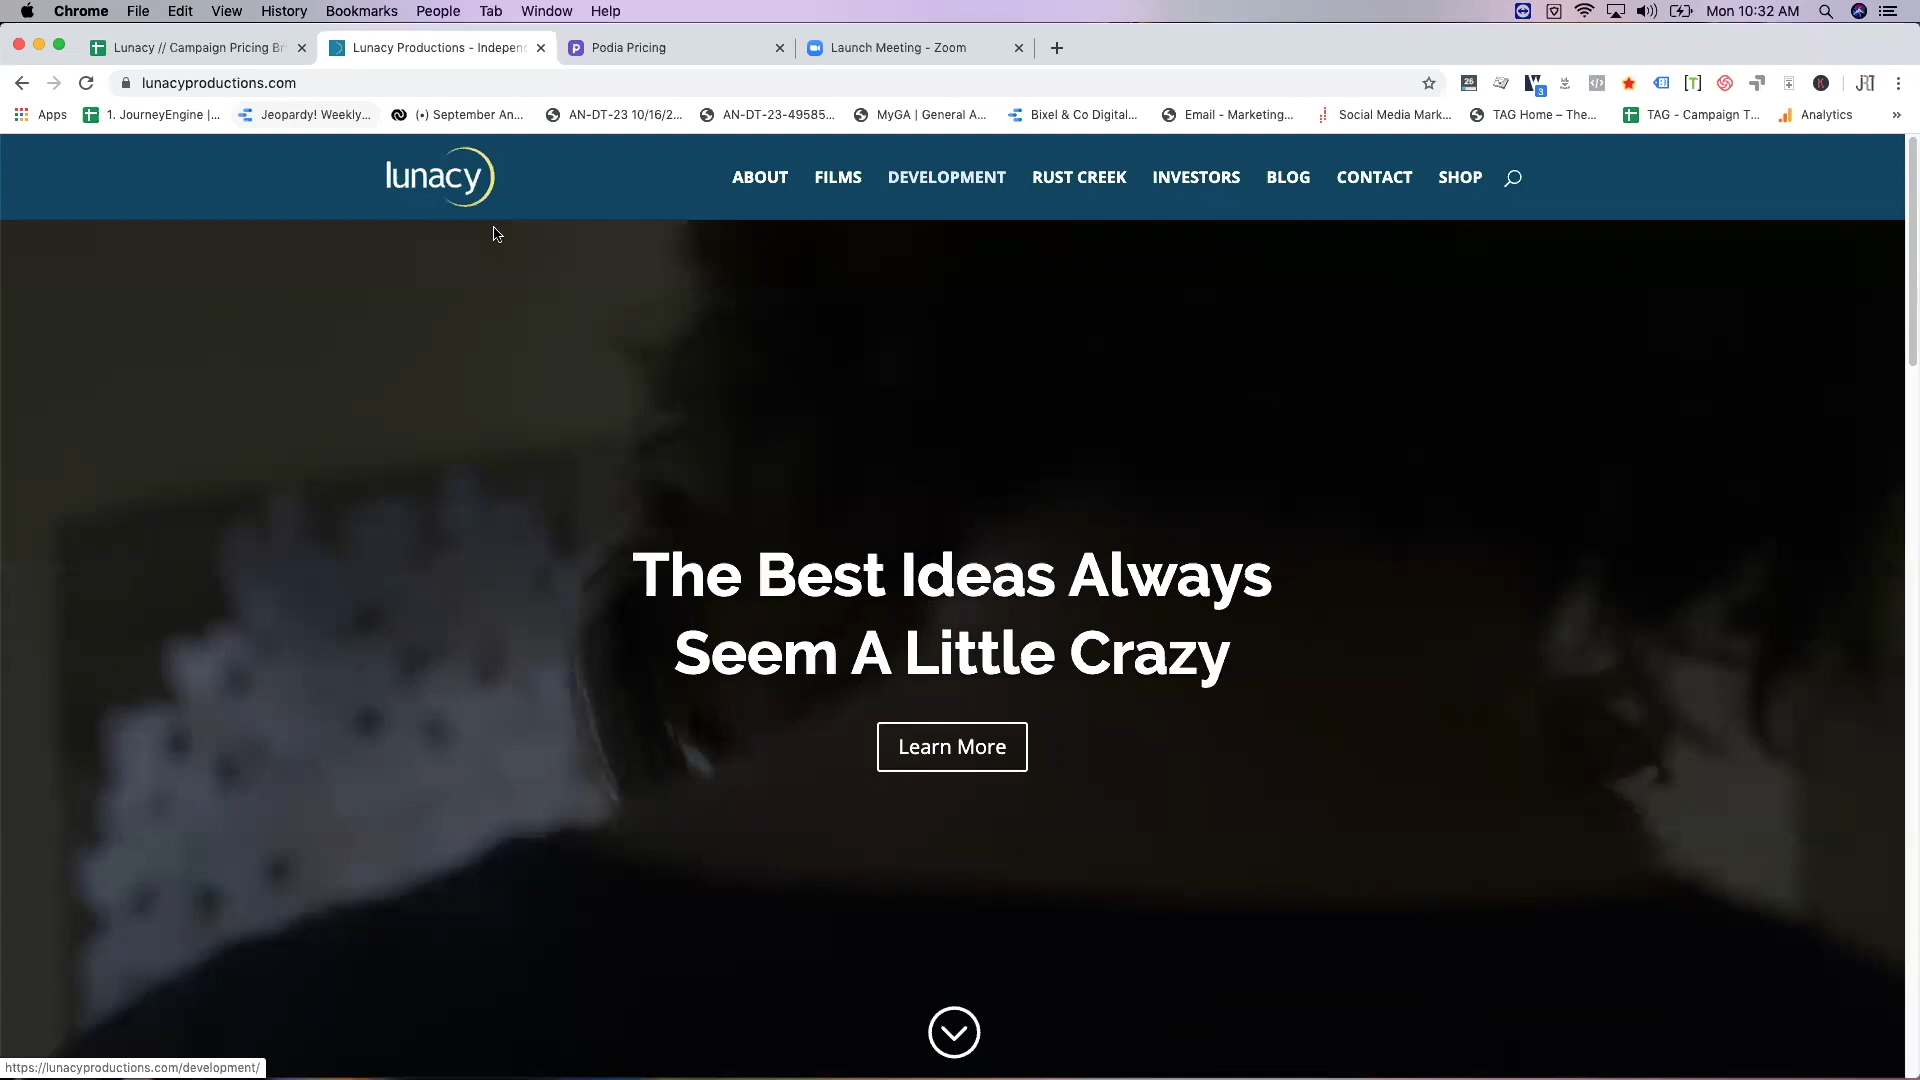 Chrome File Edit View History Bookmarks People Tab Window Help Mon 10:32 AM
Lunacy // Campaign Pricing Br Lunacy Productions - Indepen Podia Pricing Launch Meeting - Zoom
lunacyproductions.com 26 3
Apps 1. JourneyEngine |... Jeopardy! Weekly... (•) September An... AN-DT-23 10/16/2... AN-DT-23-49585... MyGA | General A... Bixel & Co Digital... Email - Marketing... Social Media Mark... TAG Home – The... TAG - Campaign T... Analytics »
lunacy ABOUT FILMS DEVELOPMENT RUST CREEK INVESTORS BLOG CONTACT SHOP
The Best Ideas Always
Seem A Little Crazy
Learn More
https://lunacyproductions.com/development/